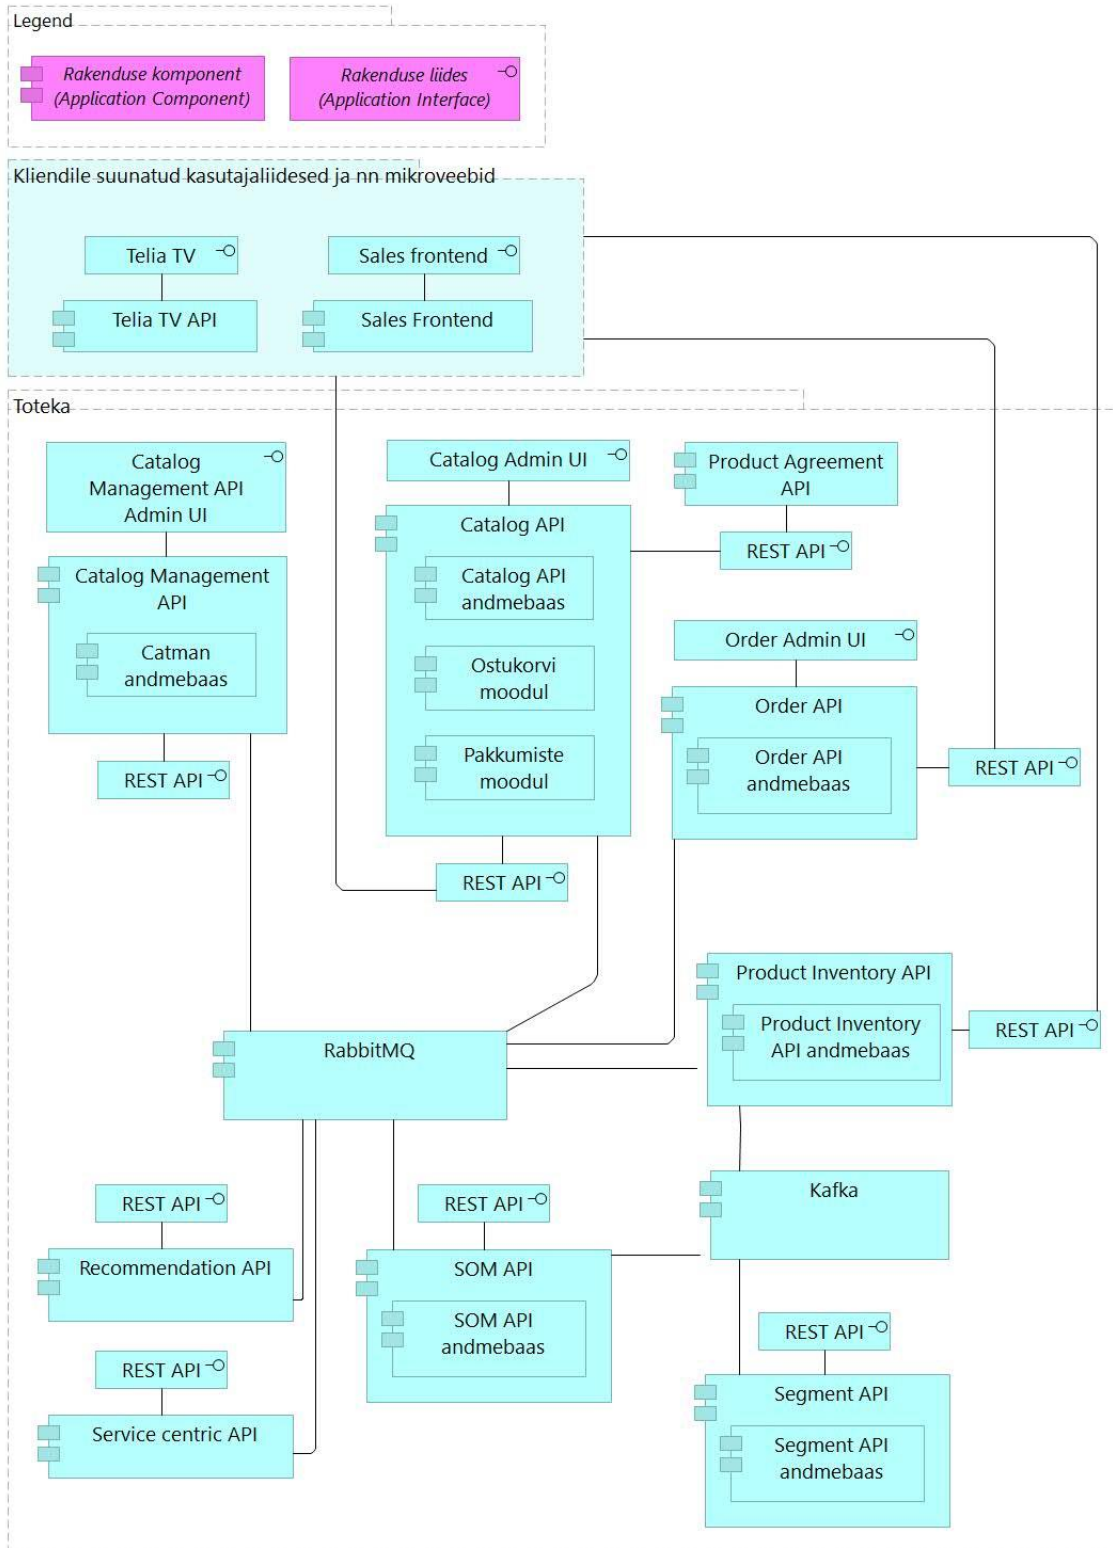 Legend
Rakenduse komponent
(Application Component)
Rakenduse liides
(Application Interface)
Kliendile suunatud kasutajaliidesed ja nn mikroveebid
Telia TV
Sales frontend
Telia TV API
Sales Frontend
Toteka
Catalog
Management API
Admin UI
Catalog Admin UI
Product Agreement
API
Catalog API
REST API
Catalog Management
API
Catalog API
andmebaas
Catman
andmebaas
Ostukorvi
moodul
Order Admin UI
Order API
Pakkumiste
moodul
Order API
andmebaas
REST API
REST API
REST API
Product Inventory API
Product Inventory
API andmebaas
REST API
RabbitMQ
Kafka
REST API
REST API
Recommendation API
SOM API
SOM API
andmebaas
REST API
REST API
Segment API
Service centric API
Segment API
andmebaas